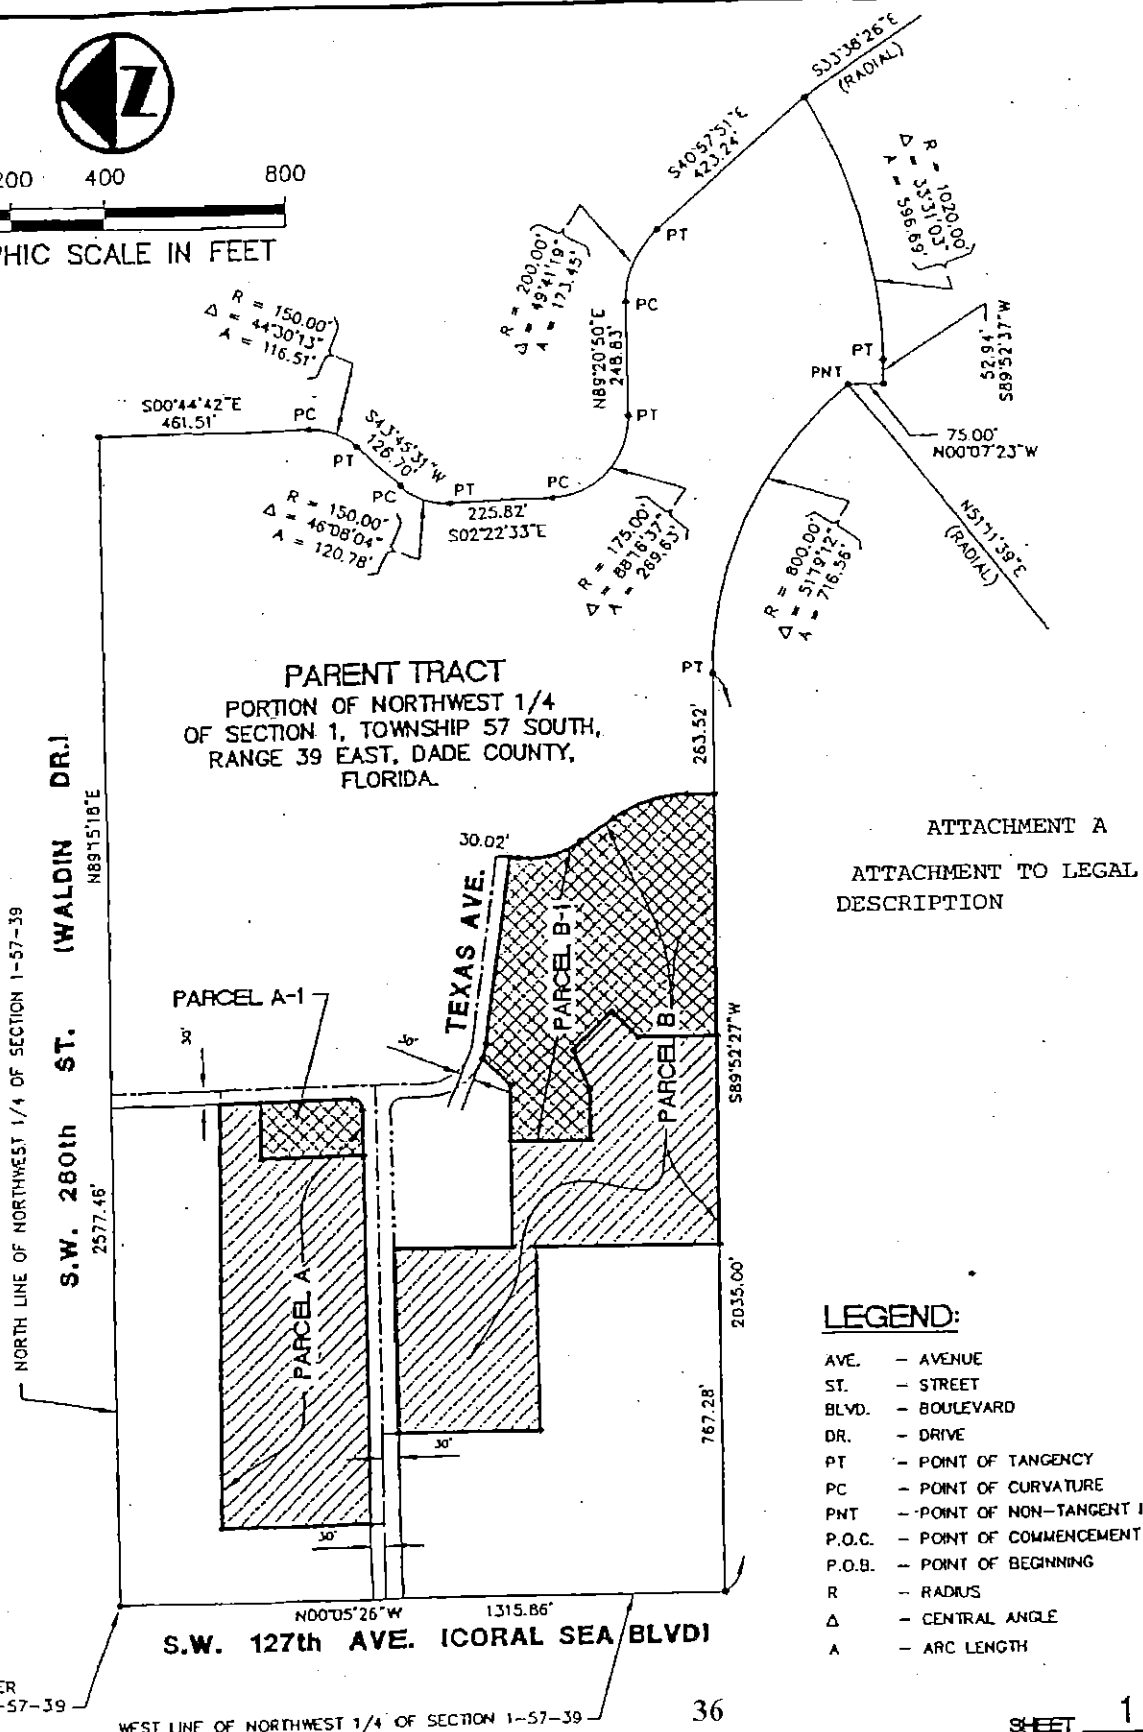 Z
200 400 800
PHIC SCALE IN FEET
S33°38'26"E
(RADIAL)
S40°57'51"E
423.24'
R = 1020.00'
Δ = 33°31'03"
A = 596.69'
PT
R = 200.00'
Δ = 49°41'19"
A = 173.45'
PC
N89°20'50"E
248.83'
PT
R = 150.00'
Δ = 44°30'13"
A = 116.51'
S00°44'42"E
461.51'
PC
PT
S43°45'31"W
126.70'
PC
PT
225.82'
S02°22'33"E
PC
R = 150.00'
Δ = 46°08'04"
A = 120.78'
R = 175.00'
Δ = 88°16'37"
A = 269.63'
PT
PNT
52.94'
S89°52'37"W
75.00'
N00°07'23"W
N51°11'39"E
(RADIAL)
R = 800.00'
Δ = 51°19'12"
A = 716.56'
PT
263.52'
PARENT TRACT
PORTION OF NORTHWEST 1/4
OF SECTION 1, TOWNSHIP 57 SOUTH,
RANGE 39 EAST, DADE COUNTY,
FLORIDA.
ATTACHMENT A
ATTACHMENT TO LEGAL
DESCRIPTION
30.02'
TEXAS AVE.
PARCEL B-1
PARCEL B
PARCEL A-1
30'
30'
PARCEL A
30'
30'
N89°15'18"E
2577.46'
S.W. 280th ST. (WALDIN DR.)
NORTH LINE OF NORTHWEST 1/4 OF SECTION 1-57-39
S89°52'27"W
2035.00'
767.28'
LEGEND:
AVE. - AVENUE
ST. - STREET
BLVD. - BOULEVARD
DR. - DRIVE
PT - POINT OF TANGENCY
PC - POINT OF CURVATURE
PNT - POINT OF NON-TANGENT I
P.O.C. - POINT OF COMMENCEMENT
P.O.B. - POINT OF BEGINNING
R - RADIUS
Δ - CENTRAL ANGLE
A - ARC LENGTH
N00°05'26"W 1315.86'
S.W. 127th AVE. (CORAL SEA BLVD)
ER
-57-39
WEST LINE OF NORTHWEST 1/4 OF SECTION 1-57-39
36
SHEET 1